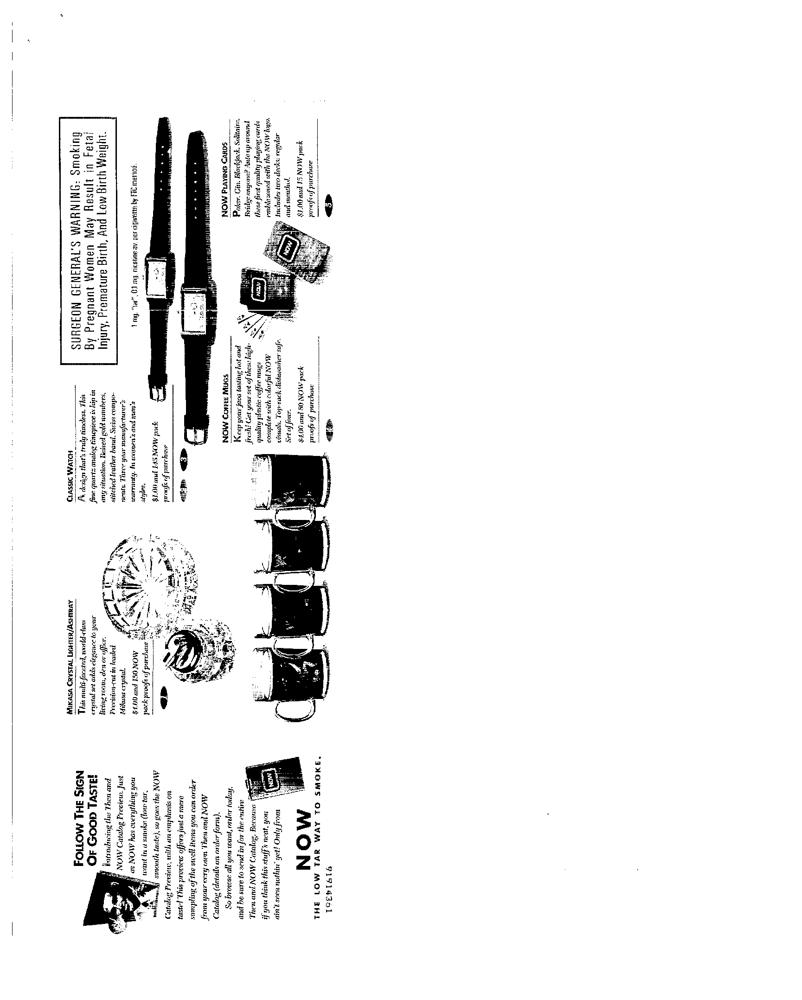 FOLLOW THE SIGN
OF GOOD TASTE!
Introducing the Then and
NOW Catalog Preview. Just
as NOW has everything you
want in a smoke (low tar,
smooth taste), so goes the NOW
Catalog Preview, with an emphasis on
taste! This preview offers just a mere
sampling of the swell items you can order
from your very own Then and NOW
Catalog (details on order form).
So browse all you want, order today,
and be sure to send in for the entire
Then and NOW Catalog. Because
if you think this stuff's neat, you
ain't seen nothin' yet! Only from
NOW
NOW
THE LOW TAR WAY TO SMOKE.
91914361
MIKASA CRYSTAL LIGHTER/ASHTRAY
This multi-faceted, world-class
crystal set adds elegance to your
living room, den or office.
Precision-cut in leaded
Mikasa crystal.
$1.00 and 150 NOW
pack proofs of purchase
CLASSIC WATCH
A design that's truly timeless. This
fine quartz analog timepiece is hip in
any situation. Raised gold numbers,
stitched leather band. Swiss compo-
nents. Three year manufacturer's
warranty. In women's and men's
styles.
$1.00 and 145 NOW pack
proofs of purchase
3
SURGEON GENERAL'S WARNING: Smoking
By Pregnant Women May Result in Fetal
Injury, Premature Birth, And Low Birth Weight.
1 mg. "tar", 0.1 mg. nicotine av. per cigarette by FTC method.
NOW COFFEE MUGS
Keep your java tasting hot and
fresh! Get your set of these high-
quality plastic coffee mugs
complete with colorful NOW
visuals. Top-rack dishwasher safe.
Set of four.
$4.00 and 80 NOW pack
proofs of purchase
NOW PLAYING CARDS
Poker, Gin, Blackjack, Solitaire,
Bridge anyone? Ante up around
these first quality playing cards
emblazoned with the NOW logo.
Includes two decks: regular
and menthol.
$1.00 and 15 NOW pack
proofs of purchase
5
NOW
NOW